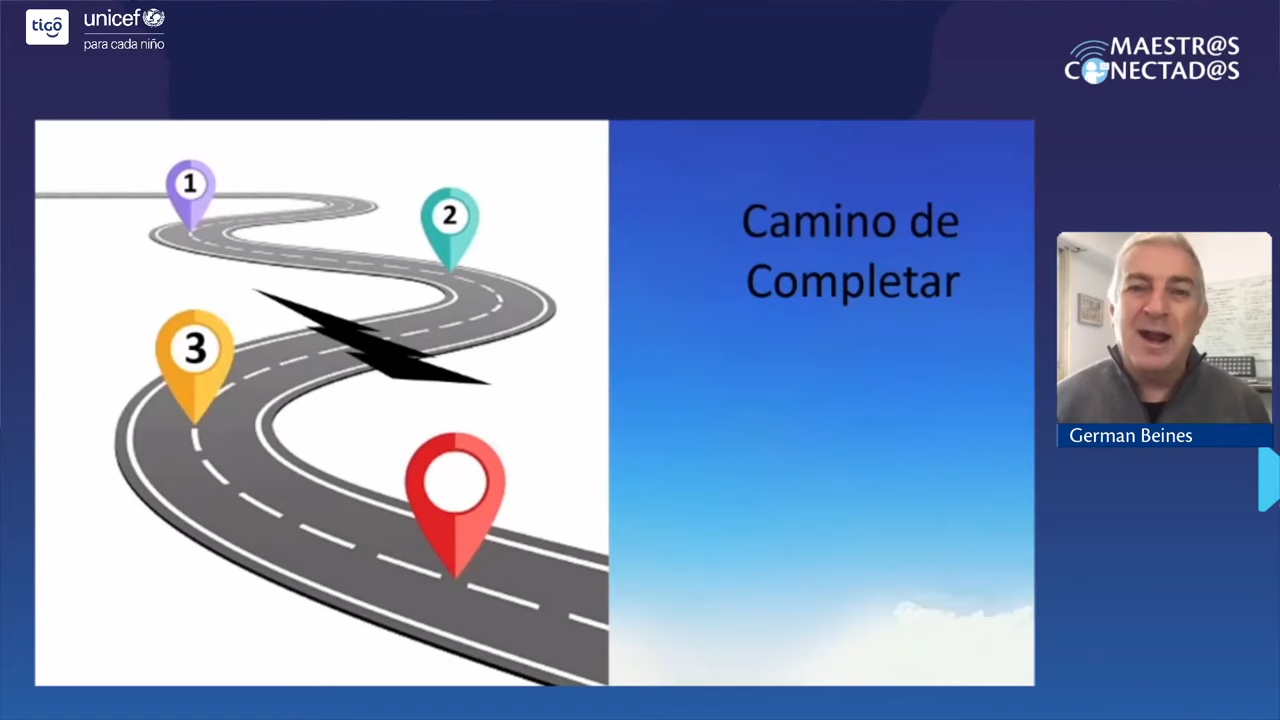 tigo
unicef
para cada niño
MAESTR@S
CONECTAD@S
1
2
Camino de
Completar
3
German Beines